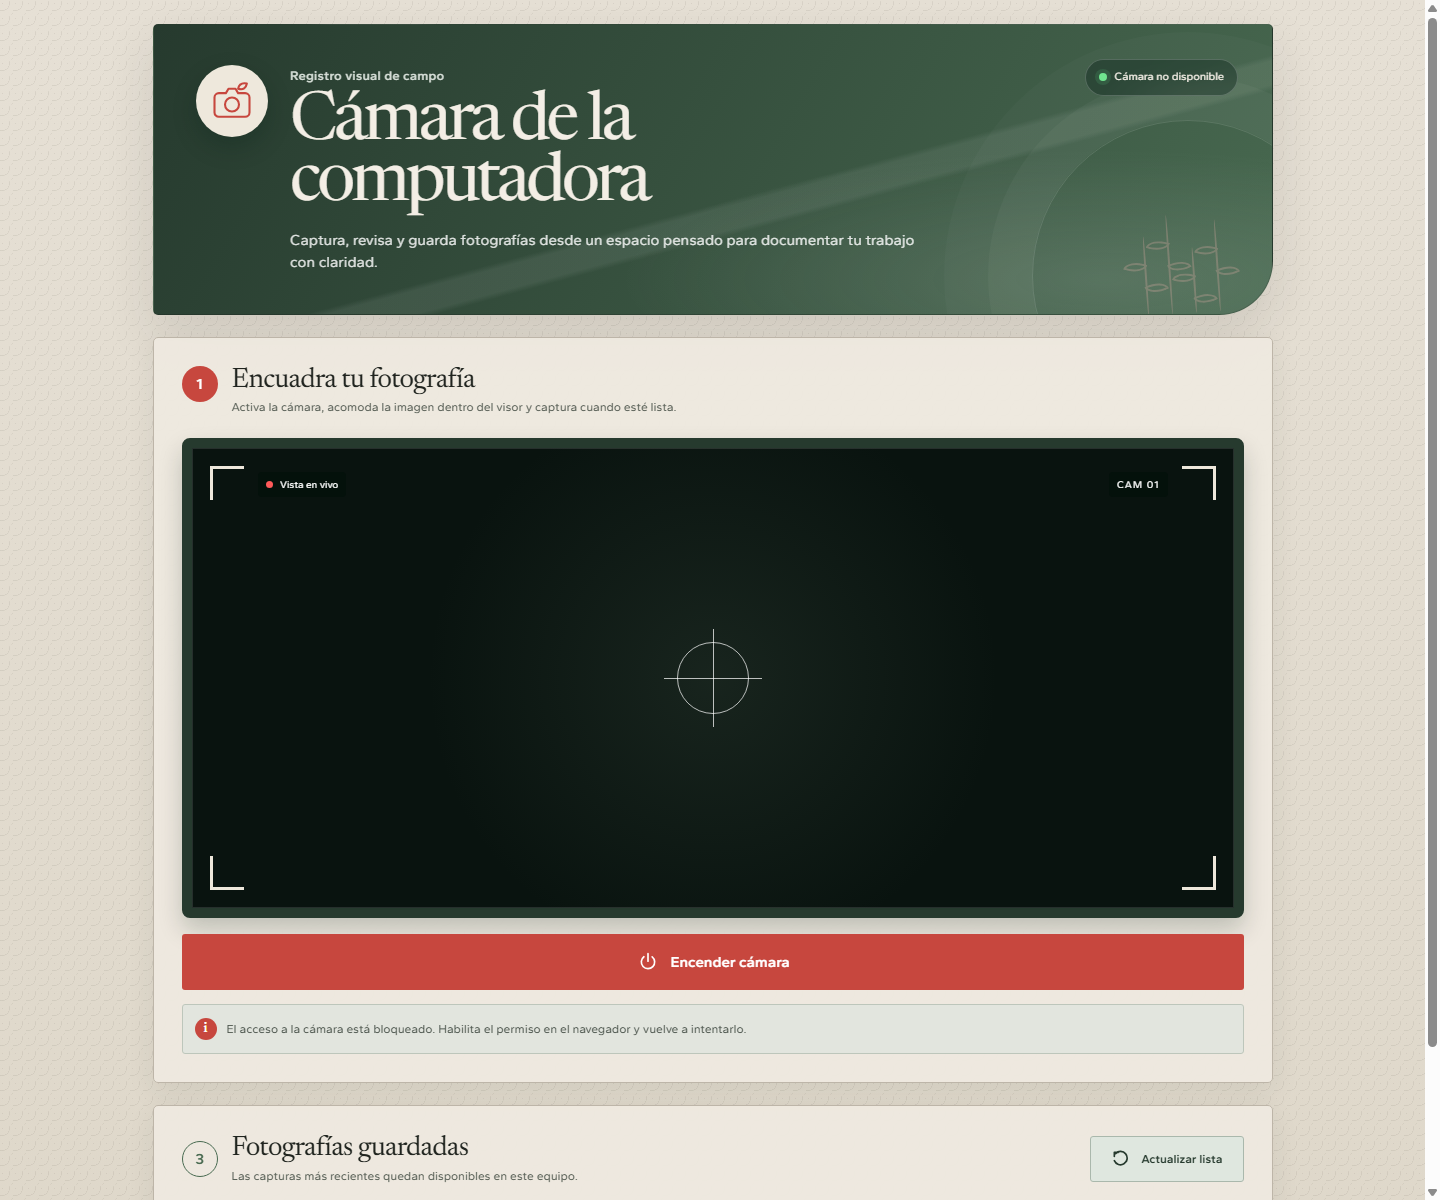 Registro visual de campo
Cámara no disponible
Cámara de la
computadora
Captura, revisa y guarda fotografías desde un espacio pensado para documentar tu trabajo
con claridad.
1
Encuadra tu fotografía
Activa la cámara, acomoda la imagen dentro del visor y captura cuando esté lista.
Vista en vivo
CAM 01
Encender cámara
i
El acceso a la cámara está bloqueado. Habilita el permiso en el navegador y vuelve a intentarlo.
3
Fotografías guardadas
Las capturas más recientes quedan disponibles en este equipo.
Actualizar lista